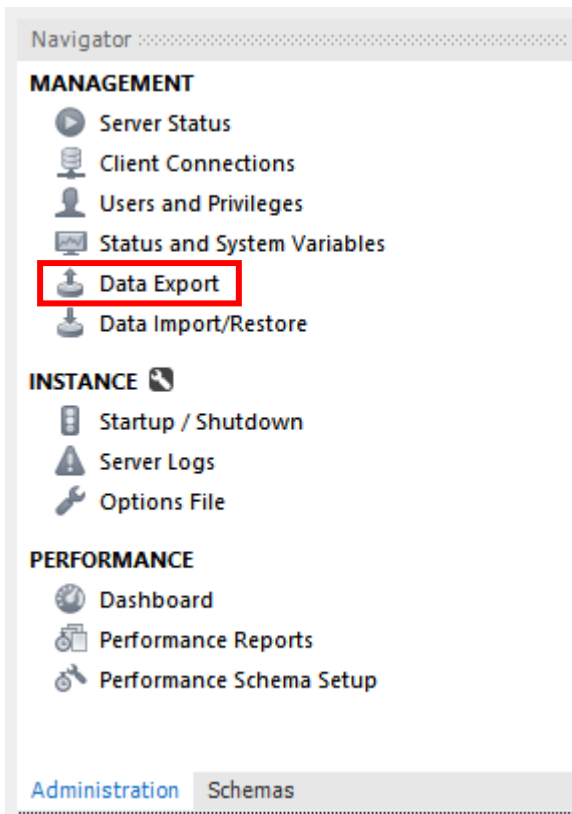 Navigator
MANAGEMENT
Server Status
Client Connections
Users and Privileges
Status and System Variables
Data Export
Data Import/Restore
INSTANCE
Startup / Shutdown
Server Logs
Options File
PERFORMANCE
Dashboard
Performance Reports
Performance Schema Setup
Administration Schemas